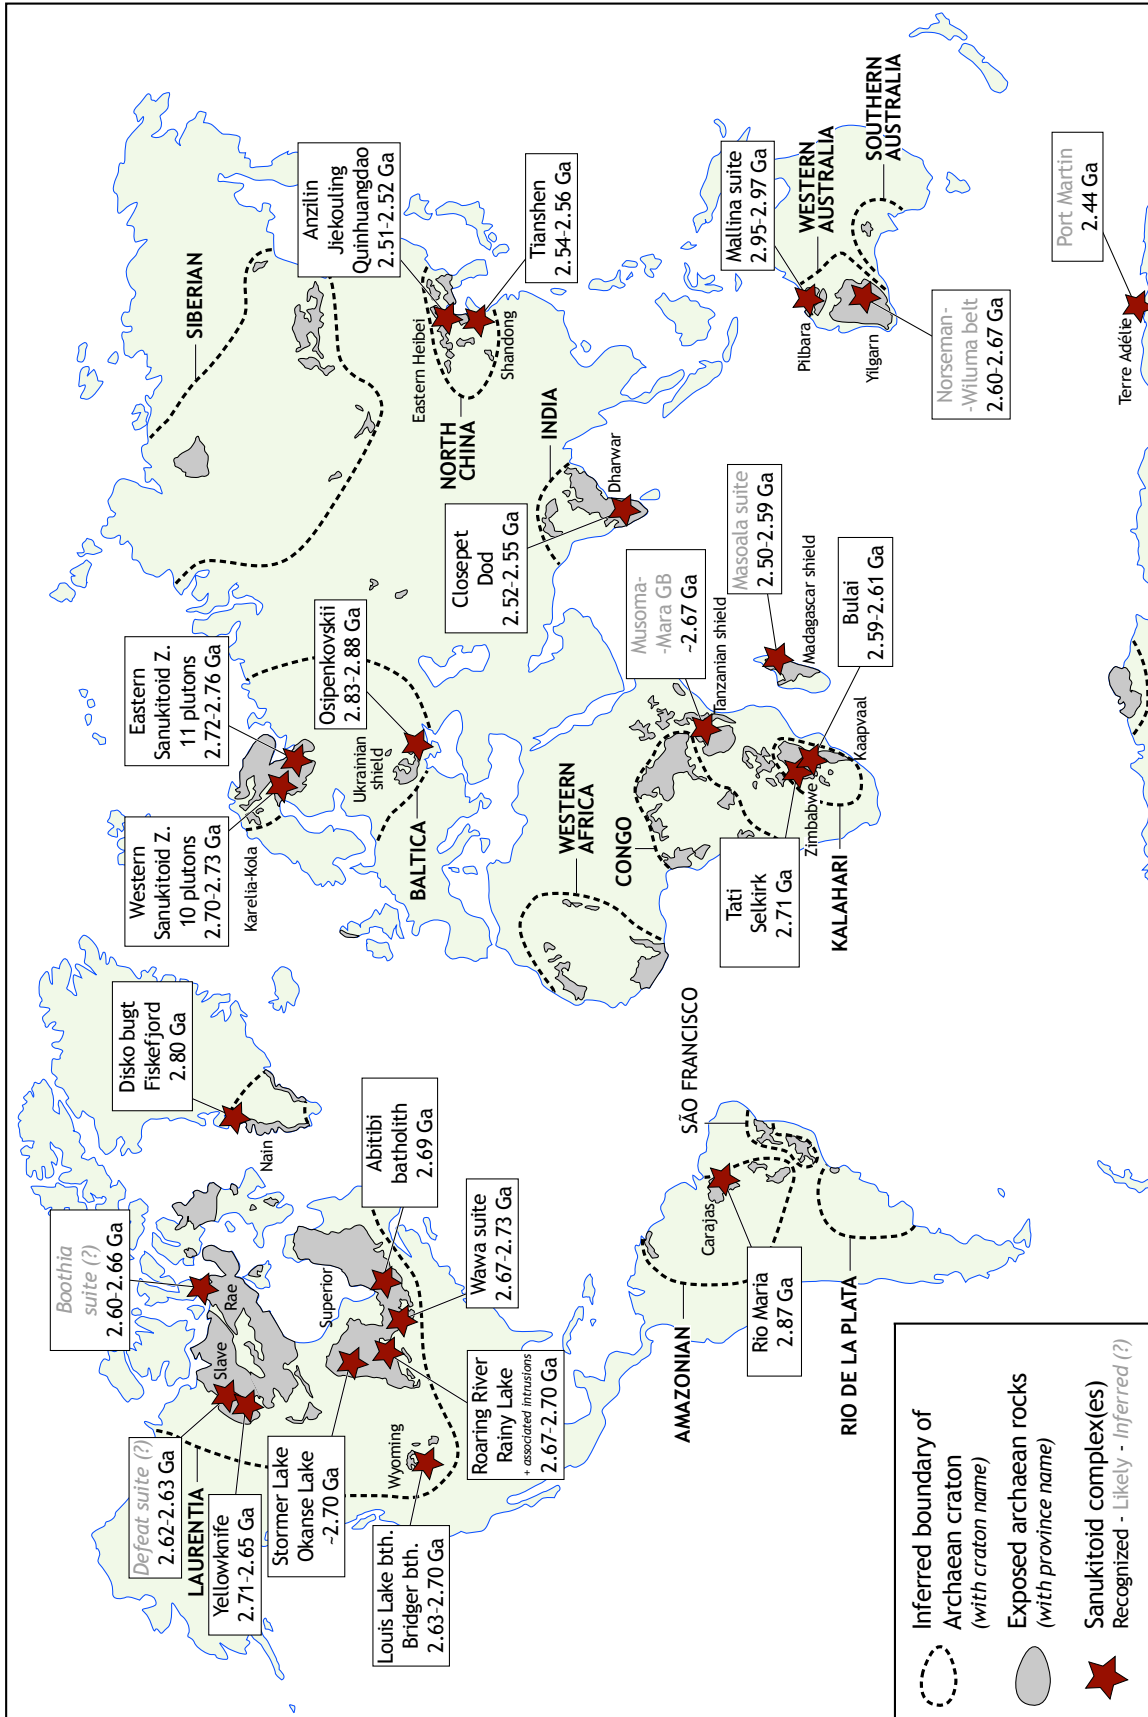 Boothia
suite (?)
2.60-2.66 Ga
Disko bugt
Fiskefjord
2.80 Ga
Nain
Rae
Slave
Superior
Defeat suite (?)
2.62-2.63 Ga
LAURENTIA
Yellowknife
2.71-2.65 Ga
Stormer Lake
Okanse Lake
~2.70 Ga
Wyoming
Louis Lake bth.
Bridger bth.
2.63-2.70 Ga
Roaring River
Rainy Lake
+ associated intrusions
2.67-2.70 Ga
Wawa suite
2.67-2.73 Ga
Abitibi
batholith
2.69 Ga
Western
Sanukitoid Z.
10 plutons
2.70-2.73 Ga
Karelia-Kola
Eastern
Sanukitoid Z.
11 plutons
2.72-2.76 Ga
Osipenkovskii
2.83-2.88 Ga
Ukrainian
shield
BALTICA
SIBERIAN
Anzilin
Jiekouling
Quinhuangdao
2.51-2.52 Ga
Eastern Heibei
NORTH
CHINA
Shandong
Tianshen
2.54-2.56 Ga
INDIA
Dharwar
Closepet
Dod
2.52-2.55 Ga
WESTERN
AFRICA
CONGO
Musoma-
-Mara GB
~2.67 Ga
Tanzanian shield
Masoala suite
2.50-2.59 Ga
Madagascar shield
Bulai
2.59-2.61 Ga
Kaapvaal
Zimbabwe
Tati
Selkirk
2.71 Ga
KALAHARI
SÃO FRANCISCO
Carajas
AMAZONIAN
Rio Maria
2.87 Ga
RIO DE LA PLATA
Mallina suite
2.95-2.97 Ga
WESTERN
AUSTRALIA
SOUTHERN
AUSTRALIA
Pilbara
Yilgarn
Norseman-
-Wiluma belt
2.60-2.67 Ga
Port Martin
2.44 Ga
Terre Adélie
Inferred boundary of
Archaean craton
(with craton name)
Exposed archaean rocks
(with province name)
Sanukitoid complex(es)
Recognized - Likely - Inferred (?)